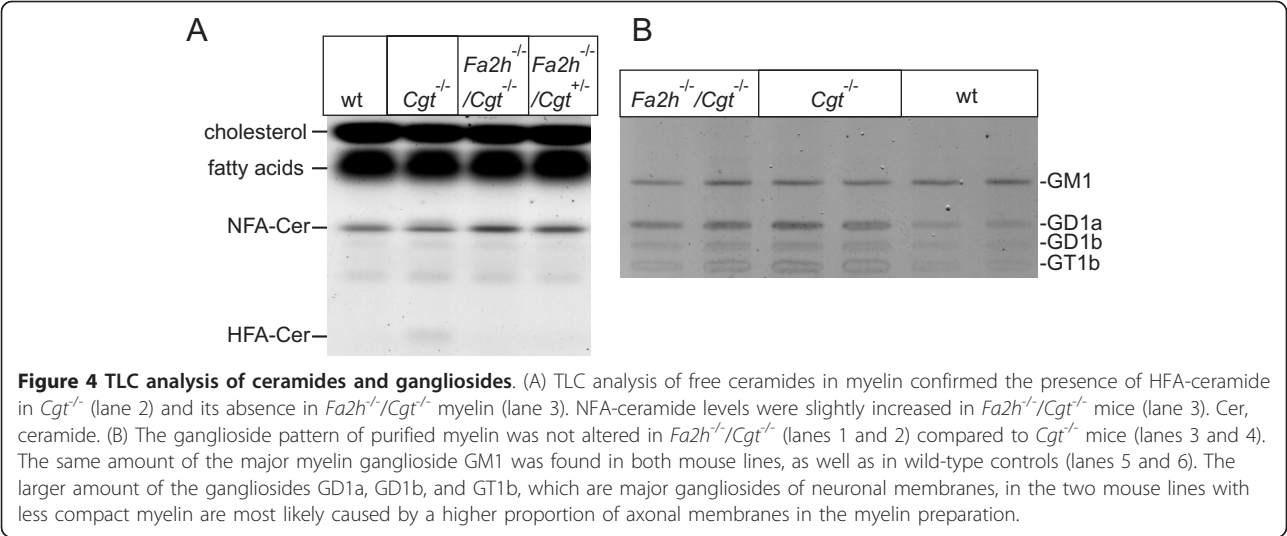 A
wt
Cgt-/-
Fa2h-/-
/Cgt-/-
Fa2h-/-
/Cgt+/-
cholesterol
fatty acids
NFA-Cer
HFA-Cer
B
Fa2h-/-/Cgt-/-
Cgt-/-
wt
-GM1
-GD1a
-GD1b
-GT1b
Figure 4 TLC analysis of ceramides and gangliosides. (A) TLC analysis of free ceramides in myelin confirmed the presence of HFA-ceramide
in Cgt-/- (lane 2) and its absence in Fa2h-/-/Cgt-/- myelin (lane 3). NFA-ceramide levels were slightly increased in Fa2h-/-/Cgt-/- mice (lane 3). Cer,
ceramide. (B) The ganglioside pattern of purified myelin was not altered in Fa2h-/-/Cgt-/- (lanes 1 and 2) compared to Cgt-/- mice (lanes 3 and 4).
The same amount of the major myelin ganglioside GM1 was found in both mouse lines, as well as in wild-type controls (lanes 5 and 6). The
larger amount of the gangliosides GD1a, GD1b, and GT1b, which are major gangliosides of neuronal membranes, in the two mouse lines with
less compact myelin are most likely caused by a higher proportion of axonal membranes in the myelin preparation.